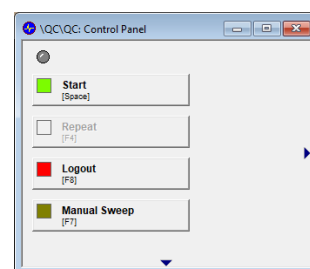 \QC\QC: Control Panel
Start
[Space]
Repeat
[F4]
Logout
[F8]
Manual Sweep
[F7]